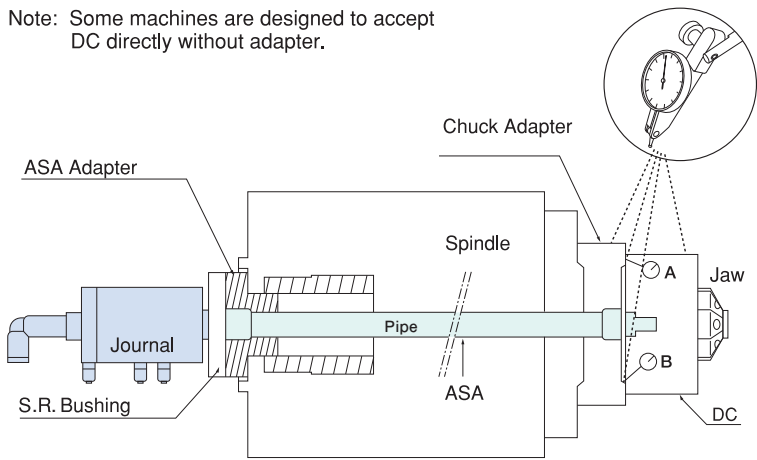 Note: Some machines are designed to accept
DC directly without adapter.
Chuck Adapter
ASA Adapter
Spindle
A
Jaw
Pipe
Journal
B
ASA
S.R. Bushing
DC